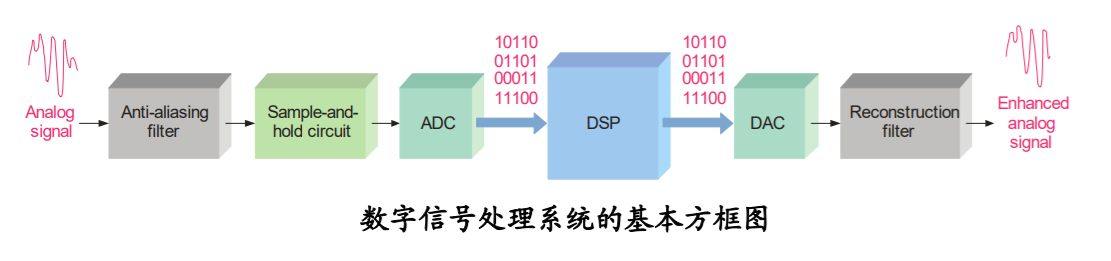 Analog
signal
Anti-aliasing
filter
Sample-and-
hold circuit
ADC
10110
01101
00011
11100
DSP
10110
01101
00011
11100
DAC
Reconstruction
filter
Enhanced
analog
signal
数字信号处理系统的基本方框图